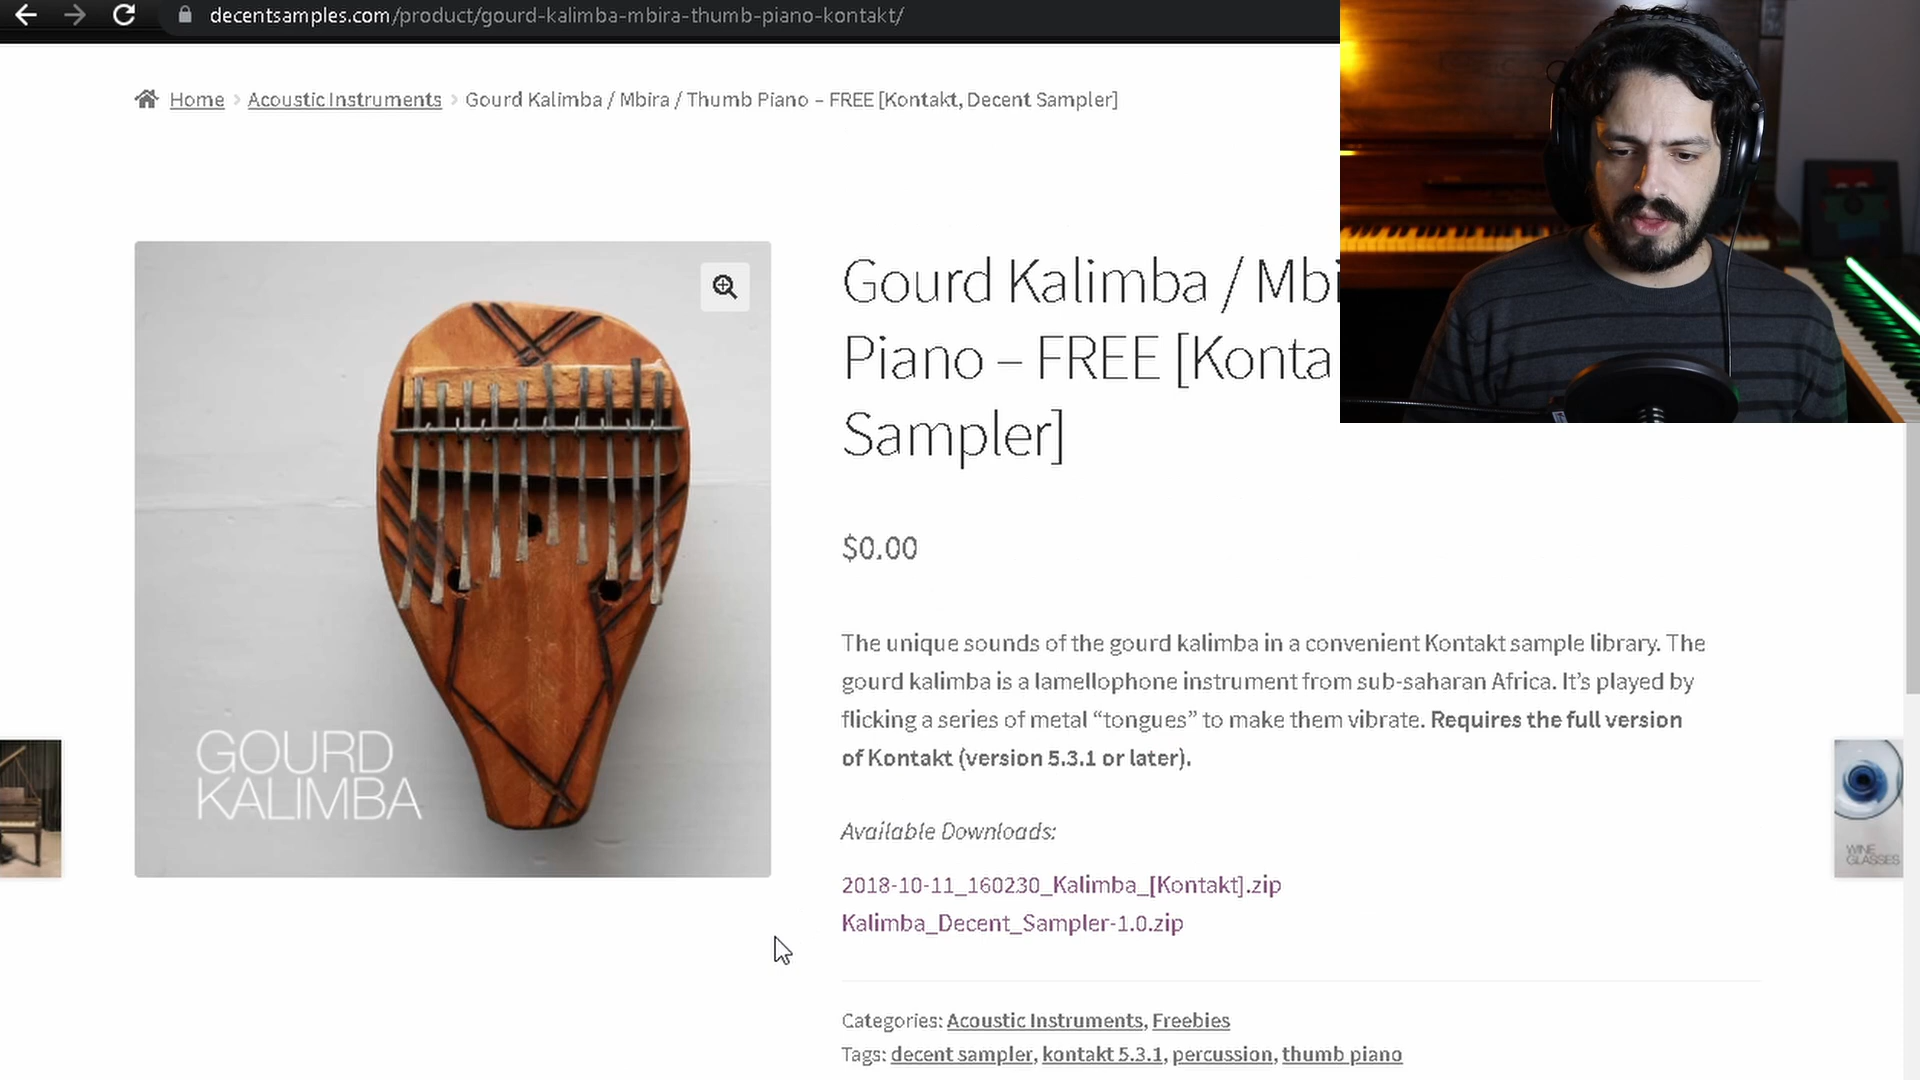 decentsamples.com/product/gourd-kalimba-mbira-thumb-piano-kontakt/
Home > Acoustic Instruments > Gourd Kalimba / Mbira / Thumb Piano – FREE [Kontakt, Decent Sampler]
Gourd Kalimba / Mbi
Piano – FREE [Konta
Sampler]
$0.00
The unique sounds of the gourd kalimba in a convenient Kontakt sample library. The
gourd kalimba is a lamellophone instrument from sub-saharan Africa. It’s played by
flicking a series of metal “tongues” to make them vibrate. Requires the full version
of Kontakt (version 5.3.1 or later).
GOURD
KALIMBA
Available Downloads:
2018-10-11_160230_Kalimba_[Kontakt].zip
Kalimba_Decent_Sampler-1.0.zip
WINE
GLASSES
Categories: Acoustic Instruments, Freebies
Tags: decent sampler, kontakt 5.3.1, percussion, thumb piano